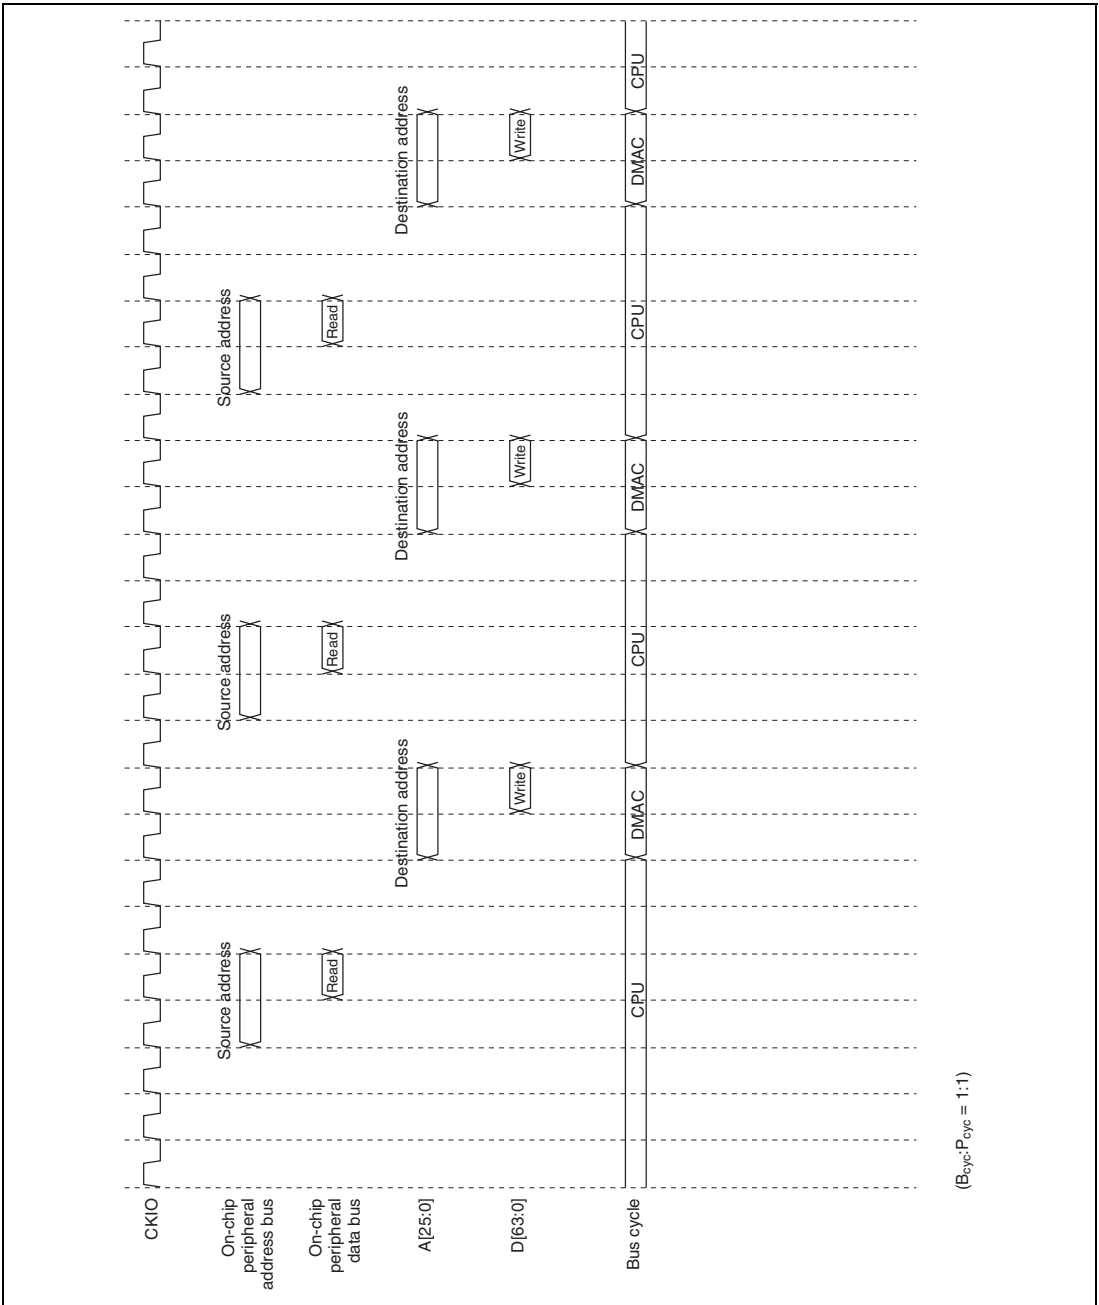 CKIO
On-chip
peripheral
address bus
Source address
Source address
Source address
On-chip
peripheral
data bus
Read
Read
Read
A[25:0]
Destination address
Destination address
Destination address
D[63:0]
Write
Write
Write
Bus cycle
CPU
DMAC
CPU
DMAC
CPU
DMAC
CPU
(Bcyc:Pcyc = 1:1)